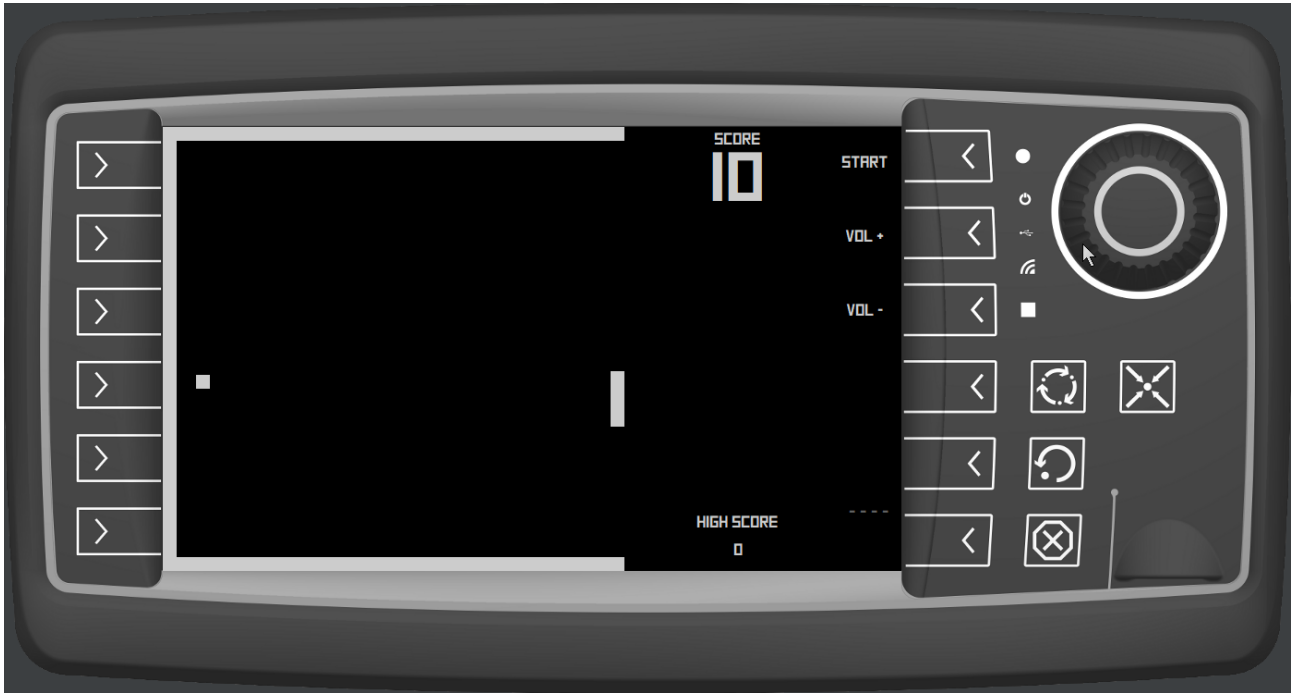 SCORE
10
START
VOL +
VOL -
----
HIGH SCORE
0